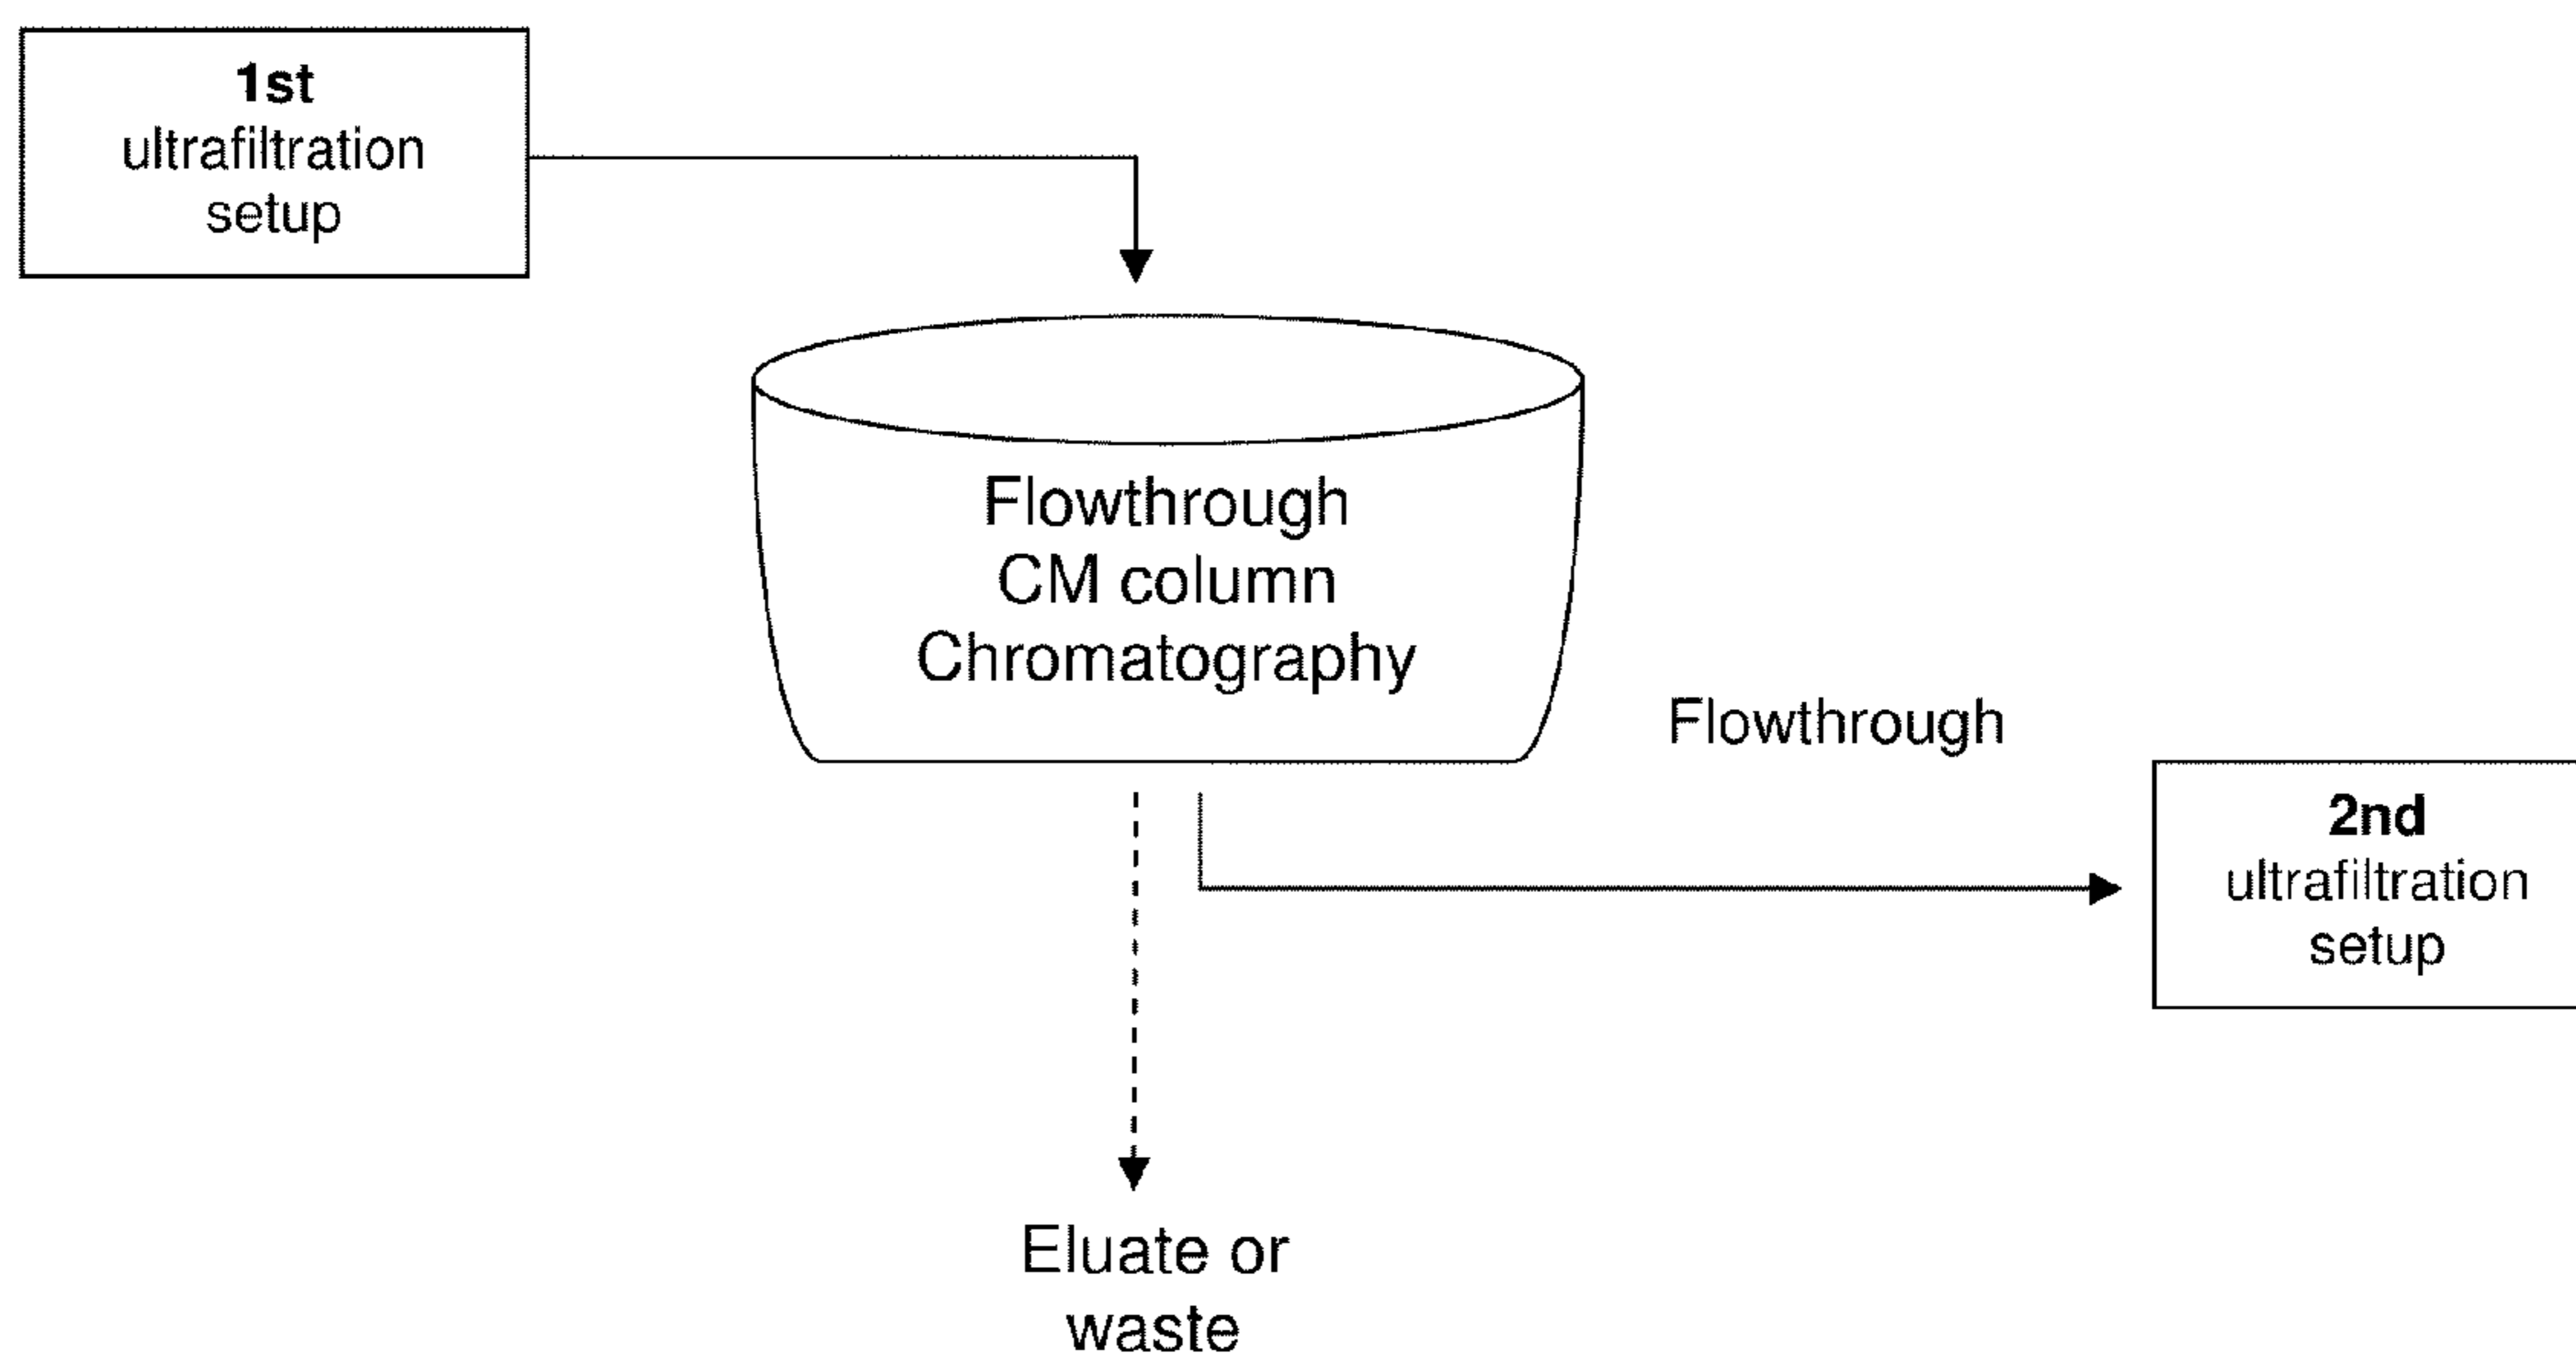 1st
ultrafiltration
setup
Flowthrough
CM column
Chromatography
Flowthrough
2nd
ultrafiltration
setup
Eluate or
waste